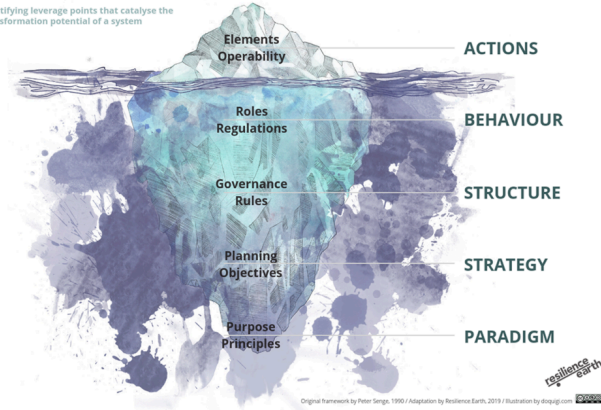 tifying leverage points that catalyse the
sformation potential of a system
Elements
Operability
ACTIONS
Roles
Regulations
BEHAVIOUR
Governance
Rules
STRUCTURE
Planning
Objectives
STRATEGY
Purpose
Principles
PARADIGM
resilience
earth
Original framework by Peter Senge, 1990 / Adaptation by Resilience.Earth, 2019 / Illustration by doquigi.com